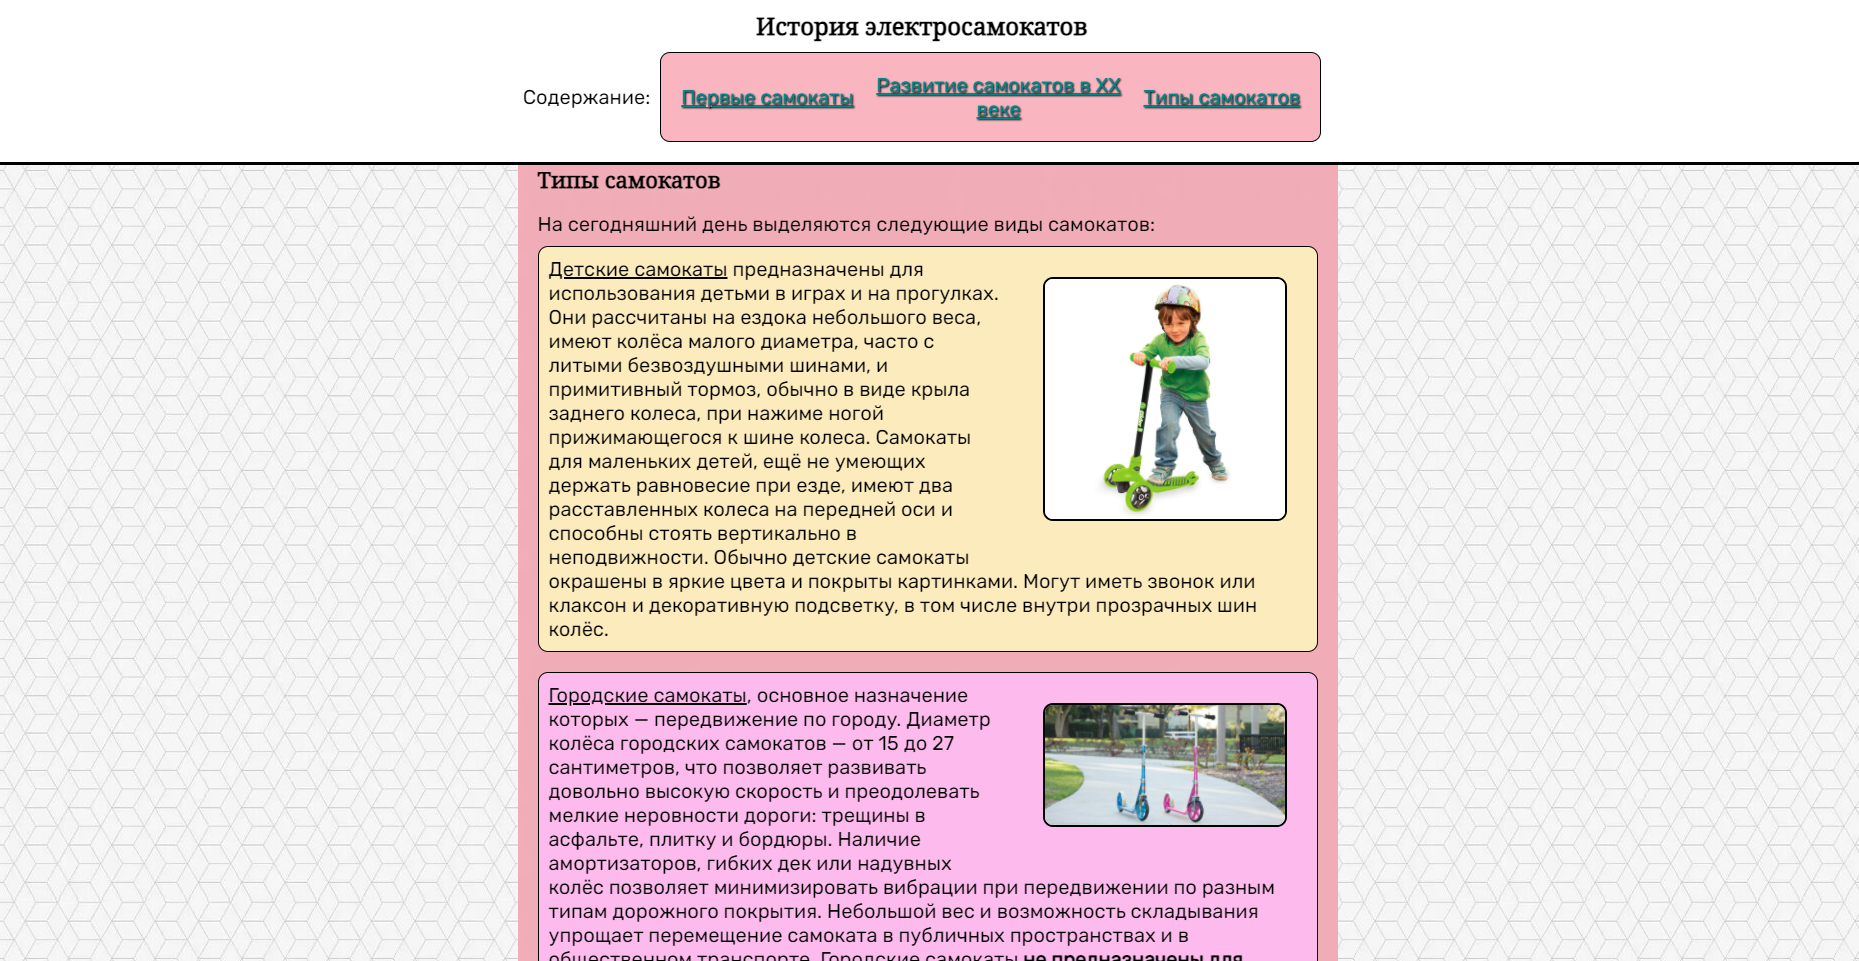 История электросамокатов
Содержание:
Первые самокаты
Развитие самокатов в XX
веке
Типы самокатов
Типы самокатов
На сегодняшний день выделяются следующие виды самокатов:
Детские самокаты предназначены для
использования детьми в играх и на прогулках.
Они рассчитаны на ездока небольшого веса,
имеют колёса малого диаметра, часто с
литыми безвоздушными шинами, и
примитивный тормоз, обычно в виде крыла
заднего колеса, при нажиме ногой
прижимающегося к шине колеса. Самокаты
для маленьких детей, ещё не умеющих
держать равновесие при езде, имеют два
расставленных колеса на передней оси и
способны стоять вертикально в
неподвижности. Обычно детские самокаты
окрашены в яркие цвета и покрыты картинками. Могут иметь звонок или
клаксон и декоративную подсветку, в том числе внутри прозрачных шин
колёс.
Городские самокаты, основное назначение
которых — передвижение по городу. Диаметр
колёса городских самокатов — от 15 до 27
сантиметров, что позволяет развивать
довольно высокую скорость и преодолевать
мелкие неровности дороги: трещины в
асфальте, плитку и бордюры. Наличие
амортизаторов, гибких дек или надувных
колёс позволяет минимизировать вибрации при передвижении по разным
типам дорожного покрытия. Небольшой вес и возможность складывания
упрощает перемещение самоката в публичных пространствах и в
общественном транспорте. Городские самокаты не предназначены для